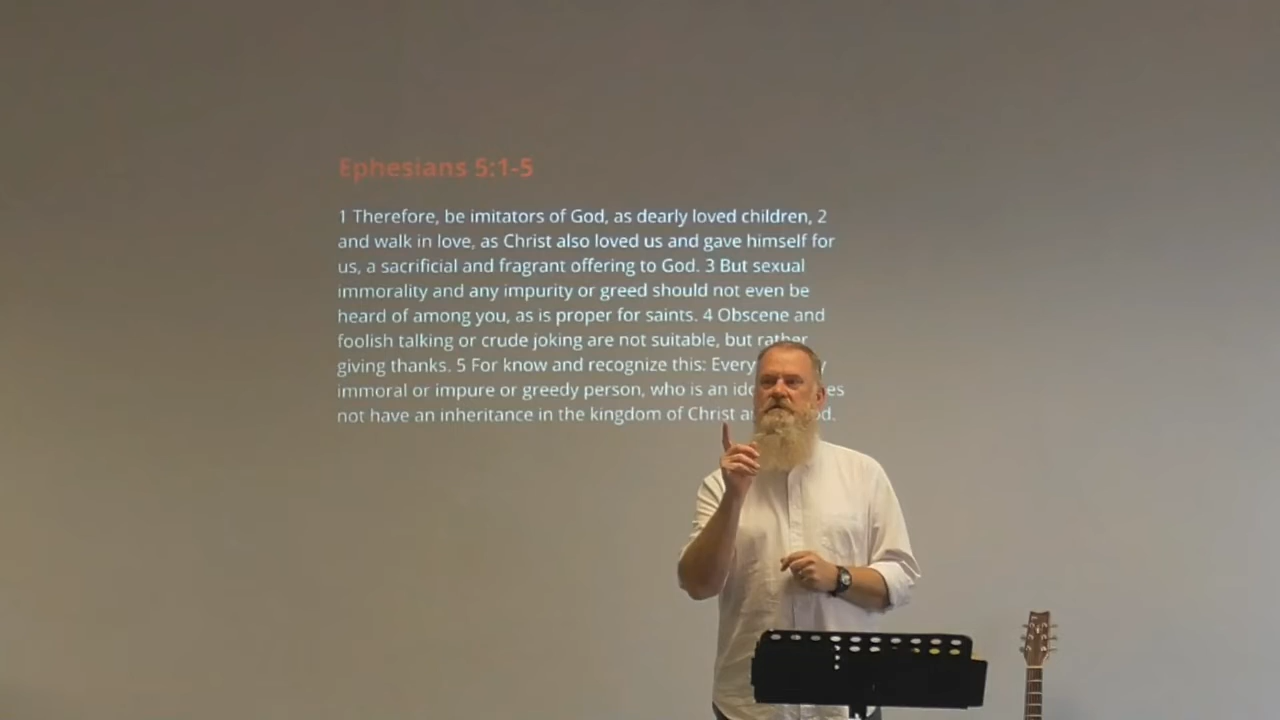 Ephesians 5:1-5
1 Therefore, be imitators of God, as dearly loved children, 2
and walk in love, as Christ also loved us and gave himself for
us, a sacrificial and fragrant offering to God. 3 But sexual
immorality and any impurity or greed should not even be
heard of among you, as is proper for saints. 4 Obscene and
foolish talking or crude joking are not suitable, but rather
giving thanks. 5 For know and recognize this: Every
immoral or impure or greedy person, who is an
not have an inheritance in the kingdom of Christ